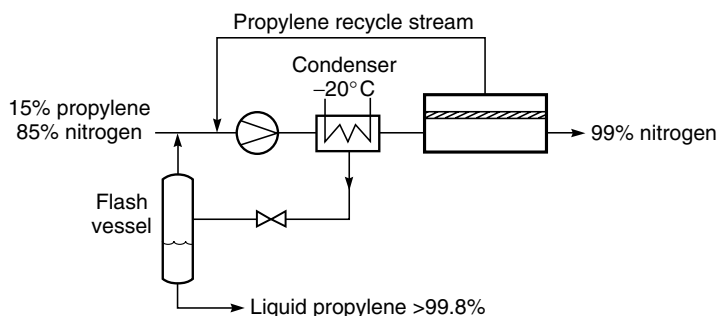 Propylene recycle stream
Condenser
–20°C
15% propylene
85% nitrogen
99% nitrogen
Flash
vessel
Liquid propylene >99.8%